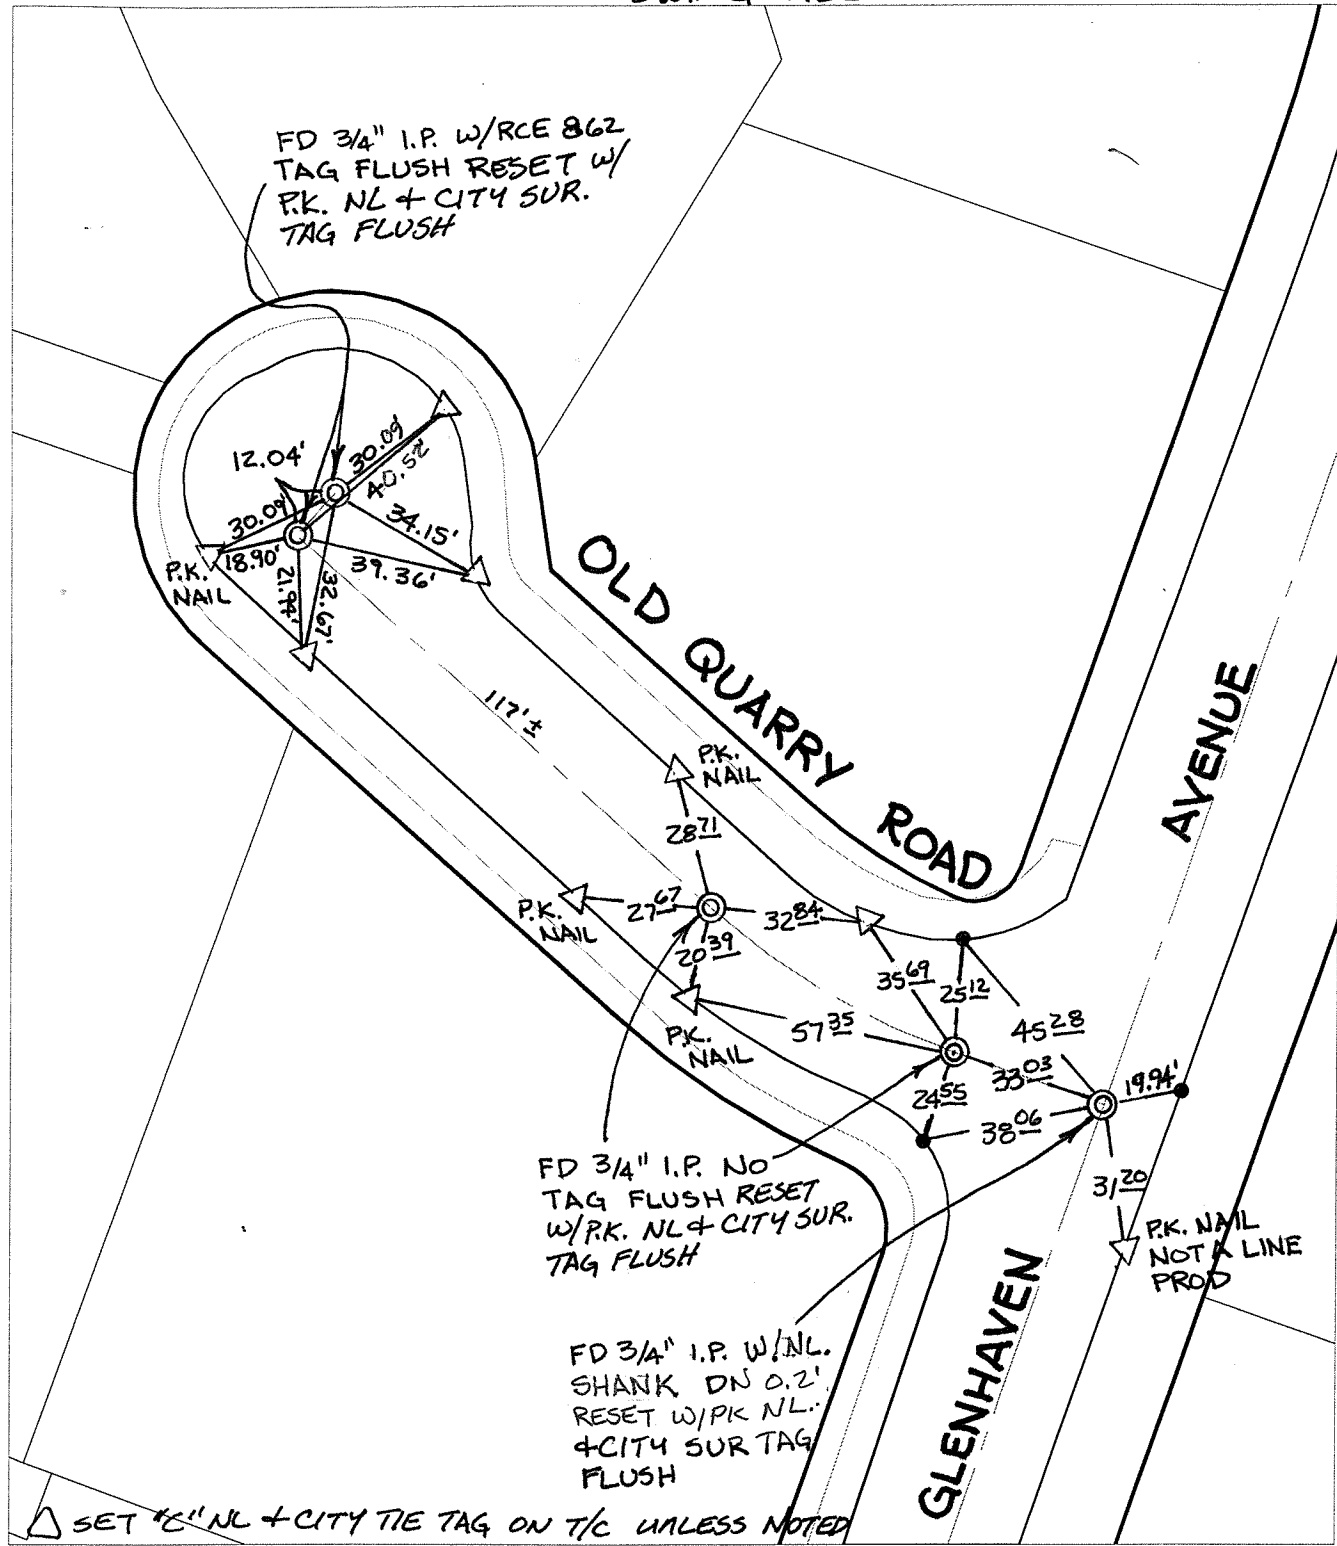 FD 3/4" I.P. W/RCE 862
TAG FLUSH RESET W/
P.K. NL & CITY SUR.
TAG FLUSH
12.04'
30.09'
40.52'
30.09'
34.15'
18.90'
39.36'
P.K.
NAIL
21.94'
32.67'
OLD QUARRY ROAD
117'±
P.K.
NAIL
28 71
27 67
P.K.
NAIL
32 84
20 39
35 69
25 12
45 28
57 35
P.K.
NAIL
33 03
24 55
19.94'
38 06
31 20
FD 3/4" I.P. NO
TAG FLUSH RESET
W/P.K. NL & CITY SUR.
TAG FLUSH
P.K. NAIL
NOT A LINE
PROD
FD 3/4" I.P. W/NL.
SHANK DN 0.2'
RESET W/PK NL.
&CITY SUR TAG
FLUSH
GLENHAVEN AVENUE
SET "C" NL & CITY TIE TAG ON T/C UNLESS NOTED